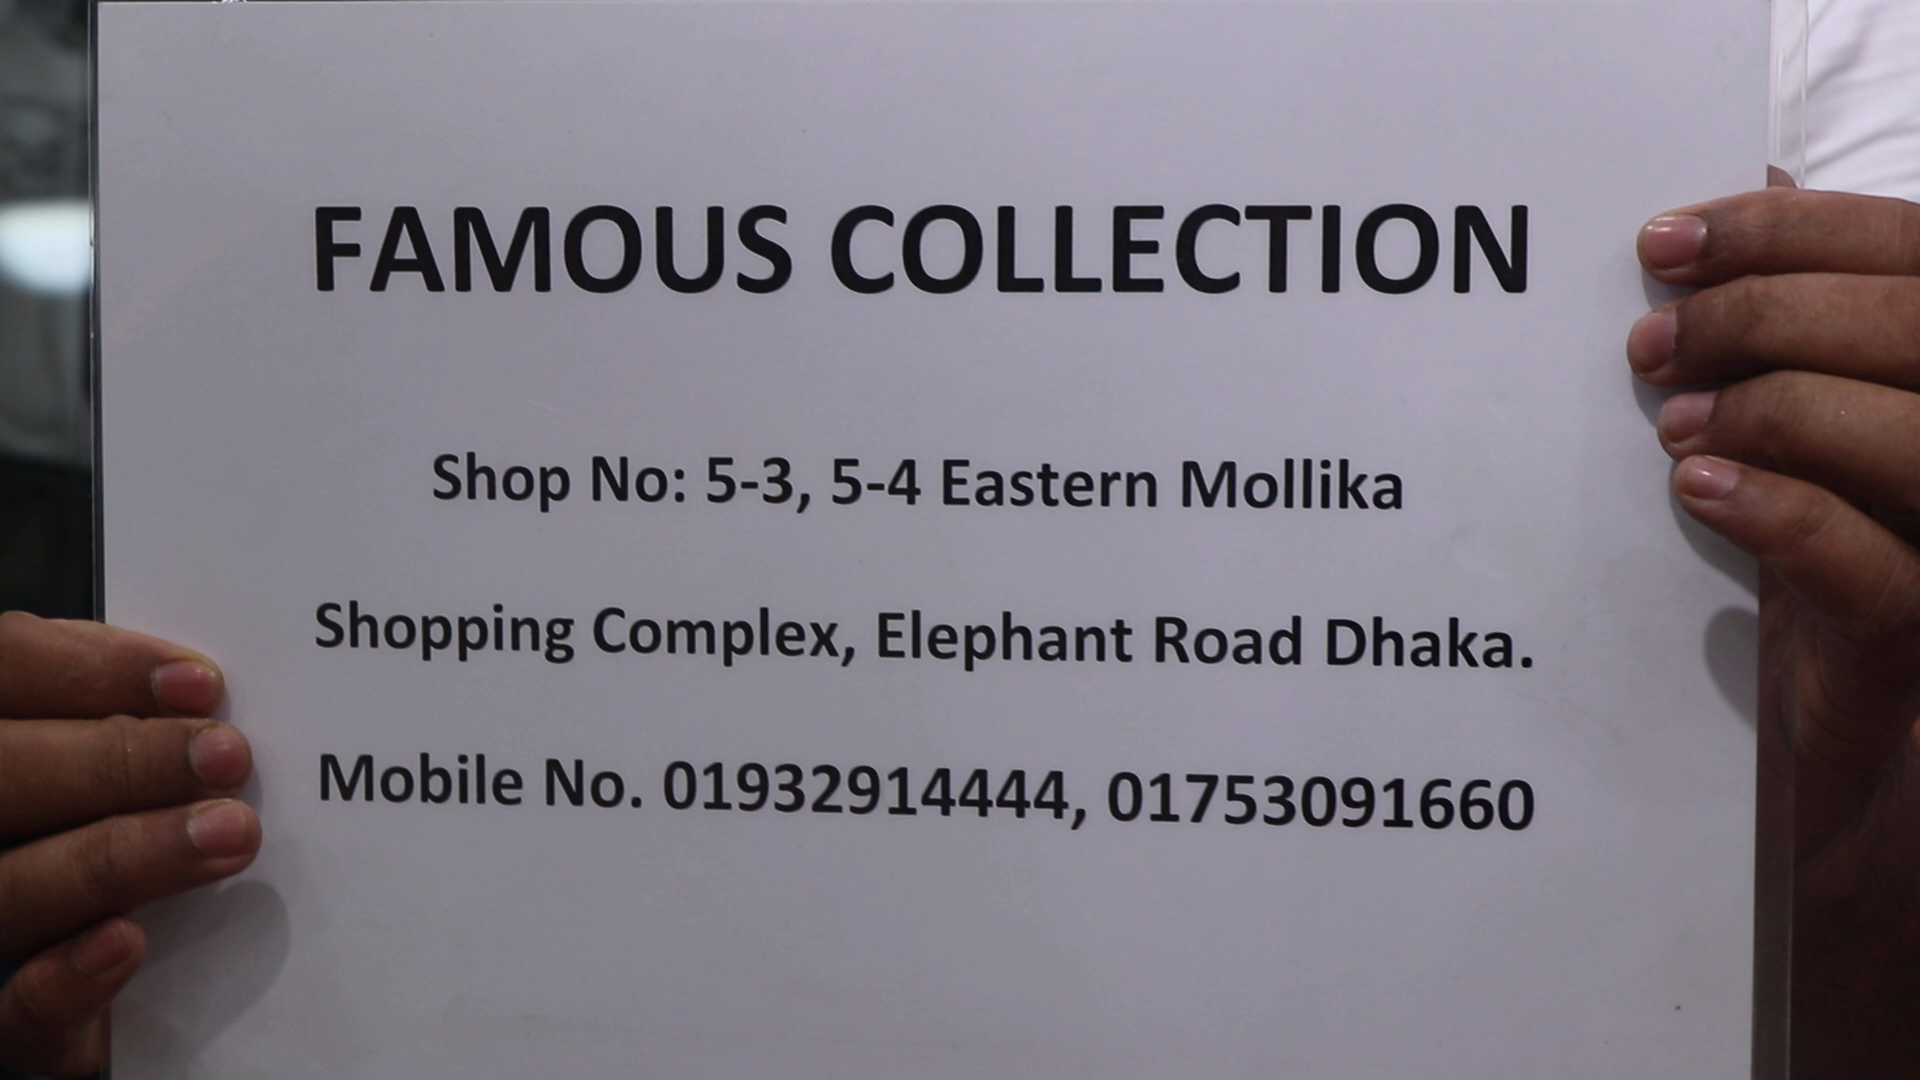 FAMOUS COLLECTION
Shop No: 5-3, 5-4 Eastern Mollika
Shopping Complex, Elephant Road Dhaka.
Mobile No. 01932914444, 01753091660